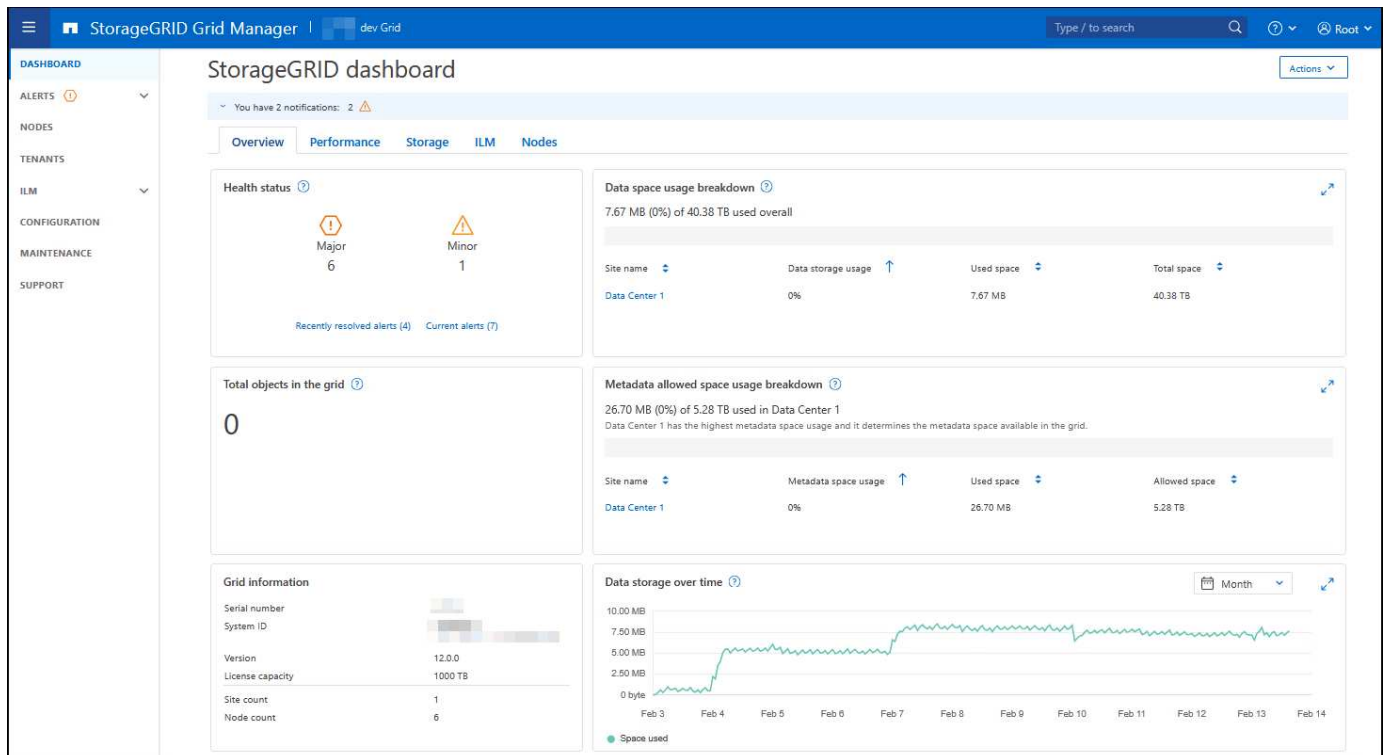 StorageGRID Grid Manager
dev Grid
Type / to search
Root
DASHBOARD
ALERTS
NODES
TENANTS
ILM
CONFIGURATION
MAINTENANCE
SUPPORT
StorageGRID dashboard
Actions
You have 2 notifications: 2
Overview Performance Storage ILM Nodes
Health status
Major Minor
6 1
Recently resolved alerts (4) Current alerts (7)
Data space usage breakdown
7.67 MB (0%) of 40.38 TB used overall
Site name Data storage usage Used space Total space
Data Center 1 0% 7.67 MB 40.38 TB
Total objects in the grid
0
Metadata allowed space usage breakdown
26.70 MB (0%) of 5.28 TB used in Data Center 1
Data Center 1 has the highest metadata space usage and it determines the metadata space available in the grid.
Site name Metadata space usage Used space Allowed space
Data Center 1 0% 26.70 MB 5.28 TB
Grid information
Serial number
System ID
Version 12.0.0
License capacity 1000 TB
Site count 1
Node count 6
Data storage over time
Month
10.00 MB
7.50 MB
5.00 MB
2.50 MB
0 byte
Feb 3 Feb 4 Feb 5 Feb 6 Feb 7 Feb 8 Feb 9 Feb 10 Feb 11 Feb 12 Feb 13 Feb 14
Space used